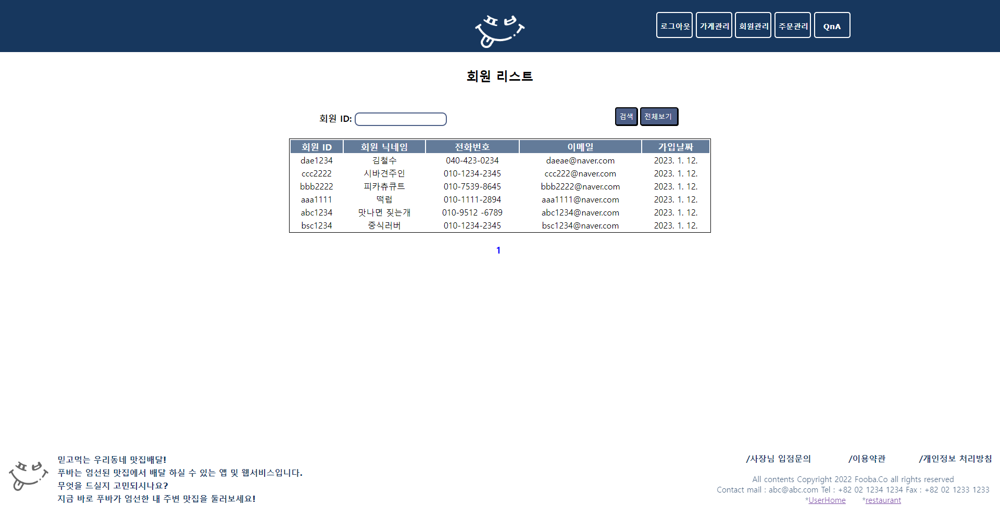 푸바
로그아웃 가게관리 회원관리 주문관리 QnA
회원 리스트
회원 ID: 검색 전체보기
회원 ID 회원 닉네임 전화번호 이메일 가입날짜
dae1234 김철수 040-423-0234 daeae@naver.com 2023. 1. 12.
ccc2222 시바견주인 010-1234-2345 ccc222@naver.com 2023. 1. 12.
bbb2222 피카츄큐트 010-7539-8645 bbb2222@naver.com 2023. 1. 12.
aaa1111 떡럽 010-1111-2894 aaa1111@naver.com 2023. 1. 12.
abc1234 맛나면 짖는개 010-9512 -6789 abc1234@naver.com 2023. 1. 12.
bsc1234 중식러버 010-1234-2345 bsc1234@naver.com 2023. 1. 12.
1
푸바
믿고먹는 우리동네 맛집배달!
푸바는 엄선된 맛집에서 배달 하실 수 있는 앱 및 웹서비스입니다.
무엇을 드실지 고민되시나요?
지금 바로 푸바가 엄선한 내 주변 맛집을 둘러보세요!
/사장님 입점문의 /이용약관 /개인정보 처리방침
All contents Copyright 2022 Fooba.Co all rights reserved
Contact mail : abc@abc.com Tel : +82 02 1234 1234 Fax : +82 02 1233 1233
*UserHome *restaurant